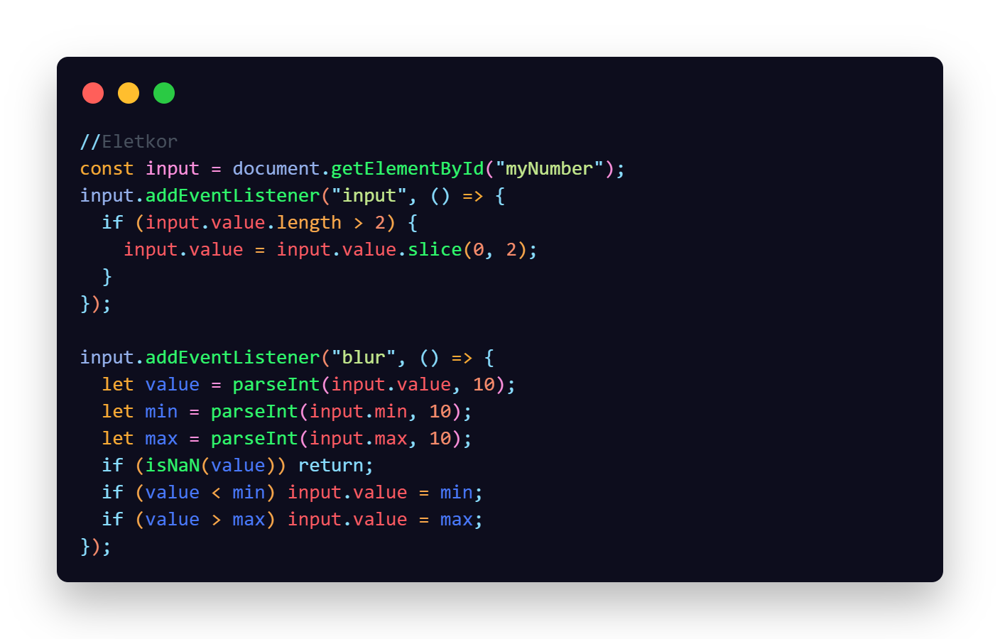 //Eletkor
const input = document.getElementById("myNumber");
input.addEventListener("input", () => {
  if (input.value.length > 2) {
    input.value = input.value.slice(0, 2);
  }
});

input.addEventListener("blur", () => {
  let value = parseInt(input.value, 10);
  let min = parseInt(input.min, 10);
  let max = parseInt(input.max, 10);
  if (isNaN(value)) return;
  if (value < min) input.value = min;
  if (value > max) input.value = max;
});